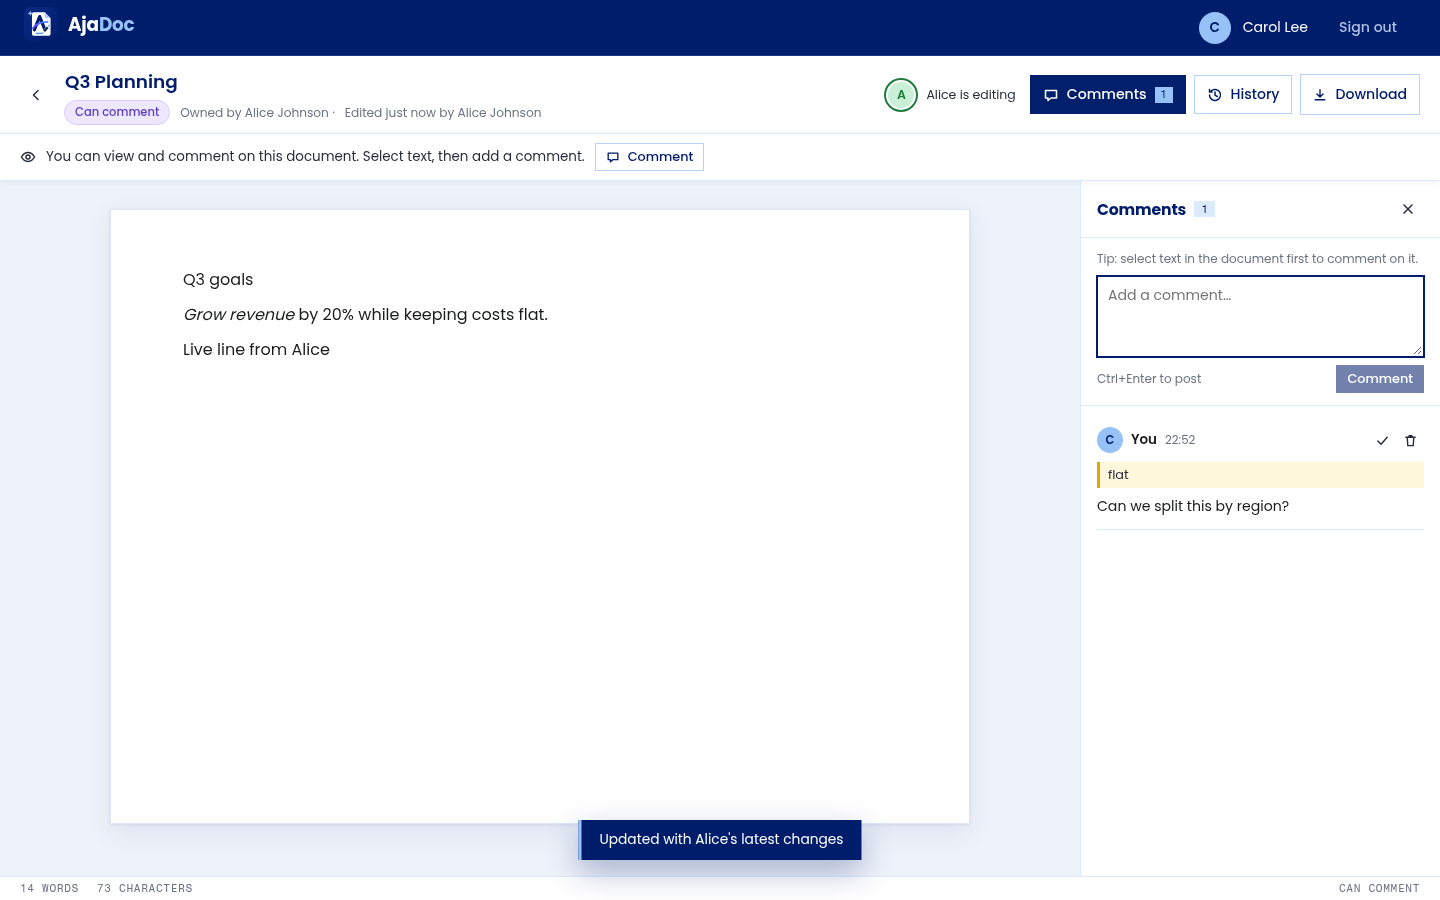 AjaDoc
C Carol Lee Sign out
Q3 Planning
Can comment Owned by Alice Johnson · Edited just now by Alice Johnson
A Alice is editing Comments 1 History Download
You can view and comment on this document. Select text, then add a comment. Comment
Q3 goals
Grow revenue by 20% while keeping costs flat.
Live line from Alice
Comments 1
Tip: select text in the document first to comment on it.
Add a comment...
Ctrl+Enter to post Comment
C You 22:52
flat
Can we split this by region?
Updated with Alice's latest changes
14 WORDS 73 CHARACTERS CAN COMMENT